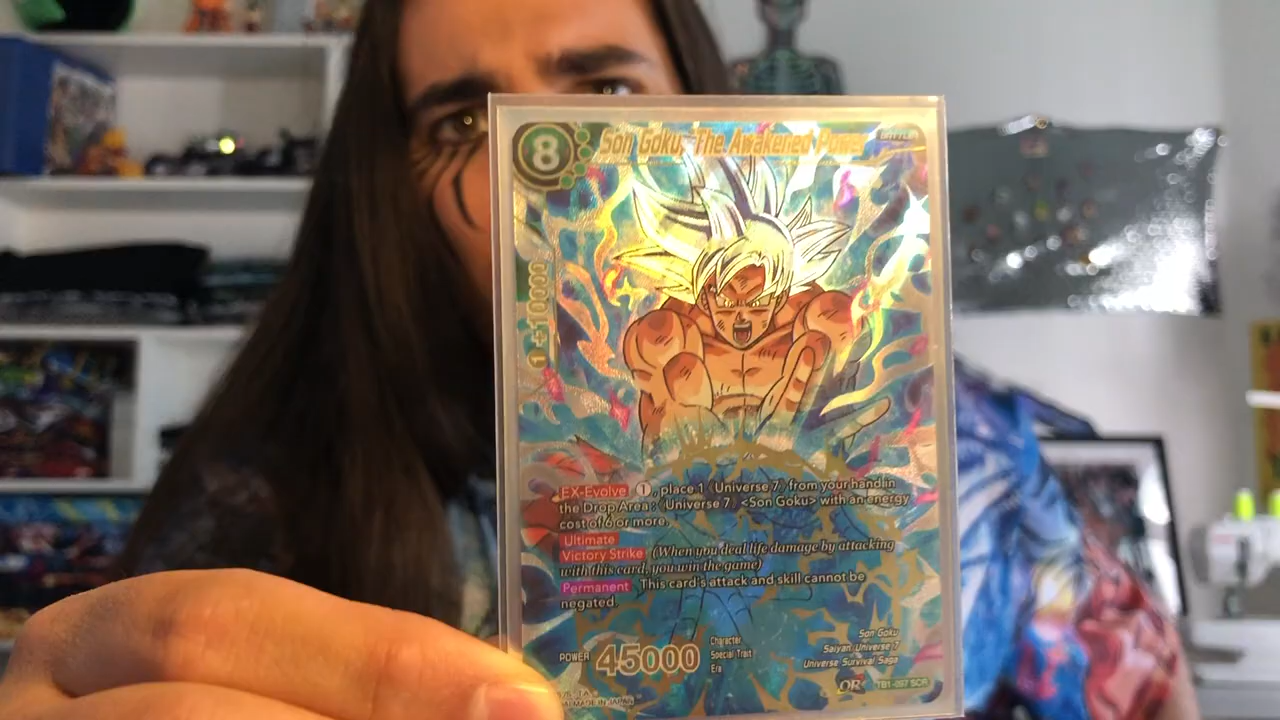 8
Son Goku, The Awakened Power
BATTLE
1 +10000
EX-Evolve 1, place 1 《Universe 7》 from your hand in
the Drop Area : 《Universe 7》 <Son Goku> with an energy
cost of 6 or more.
Ultimate
Victory Strike (When you deal life damage by attacking
with this card, you win the game)
Permanent This card's attack and skill cannot be
negated.
POWER 45000
Character Son Goku
Special Trait Saiyan Universe 7
Era Universe Survival Saga
TB1-097 SCR
MADE IN JAPAN